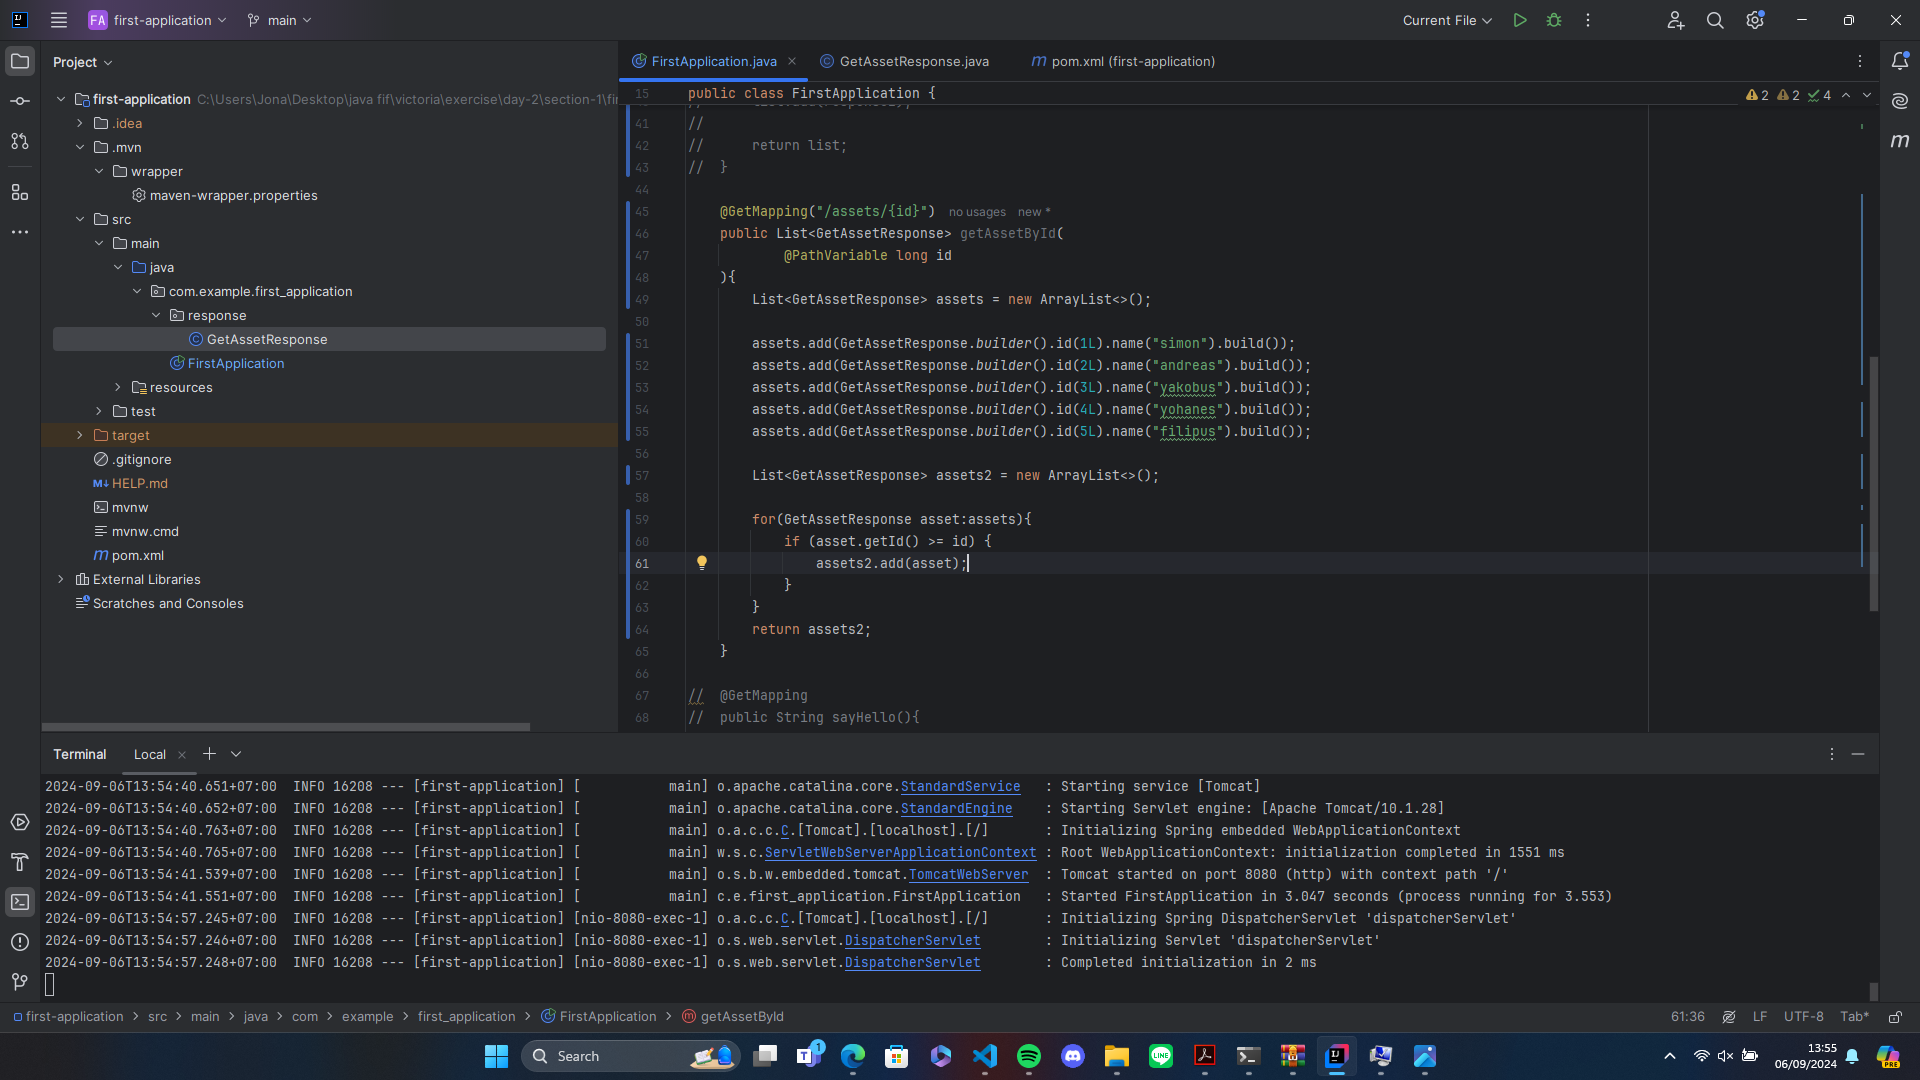 FA first-application main Current File
Project
first-application C:\Users\Jona\Desktop\java fif\victoria\exercise\day-2\section-1\fir
.idea
.mvn
wrapper
maven-wrapper.properties
src
main
java
com.example.first_application
response
GetAssetResponse
FirstApplication
resources
test
target
.gitignore
HELP.md
mvnw
mvnw.cmd
pom.xml
External Libraries
Scratches and Consoles
FirstApplication.java GetAssetResponse.java pom.xml (first-application)
15 public class FirstApplication {
2 2 4
41 //
42 // return list;
43 // }
44
45 @GetMapping("/assets/{id}") no usages new *
46 public List<GetAssetResponse> getAssetById(
47 @PathVariable long id
48 ){
49 List<GetAssetResponse> assets = new ArrayList<>();
50
51 assets.add(GetAssetResponse.builder().id(1L).name("simon").build());
52 assets.add(GetAssetResponse.builder().id(2L).name("andreas").build());
53 assets.add(GetAssetResponse.builder().id(3L).name("yakobus").build());
54 assets.add(GetAssetResponse.builder().id(4L).name("yohanes").build());
55 assets.add(GetAssetResponse.builder().id(5L).name("filipus").build());
56
57 List<GetAssetResponse> assets2 = new ArrayList<>();
58
59 for(GetAssetResponse asset:assets){
60 if (asset.getId() >= id) {
61 assets2.add(asset);
62 }
63 }
64 return assets2;
65 }
66
67 // @GetMapping
68 // public String sayHello(){
Terminal Local
2024-09-06T13:54:40.651+07:00 INFO 16208 --- [first-application] [ main] o.apache.catalina.core.StandardService : Starting service [Tomcat]
2024-09-06T13:54:40.652+07:00 INFO 16208 --- [first-application] [ main] o.apache.catalina.core.StandardEngine : Starting Servlet engine: [Apache Tomcat/10.1.28]
2024-09-06T13:54:40.763+07:00 INFO 16208 --- [first-application] [ main] o.a.c.c.C.[Tomcat].[localhost].[/] : Initializing Spring embedded WebApplicationContext
2024-09-06T13:54:40.765+07:00 INFO 16208 --- [first-application] [ main] w.s.c.ServletWebServerApplicationContext : Root WebApplicationContext: initialization completed in 1551 ms
2024-09-06T13:54:41.539+07:00 INFO 16208 --- [first-application] [ main] o.s.b.w.embedded.tomcat.TomcatWebServer : Tomcat started on port 8080 (http) with context path '/'
2024-09-06T13:54:41.551+07:00 INFO 16208 --- [first-application] [ main] c.e.first_application.FirstApplication : Started FirstApplication in 3.047 seconds (process running for 3.553)
2024-09-06T13:54:57.245+07:00 INFO 16208 --- [first-application] [nio-8080-exec-1] o.a.c.c.C.[Tomcat].[localhost].[/] : Initializing Spring DispatcherServlet 'dispatcherServlet'
2024-09-06T13:54:57.246+07:00 INFO 16208 --- [first-application] [nio-8080-exec-1] o.s.web.servlet.DispatcherServlet : Initializing Servlet 'dispatcherServlet'
2024-09-06T13:54:57.248+07:00 INFO 16208 --- [first-application] [nio-8080-exec-1] o.s.web.servlet.DispatcherServlet : Completed initialization in 2 ms
first-application > src > main > java > com > example > first_application > FirstApplication > getAssetById 61:36 LF UTF-8 Tab*
Search 1 13:55
06/09/2024